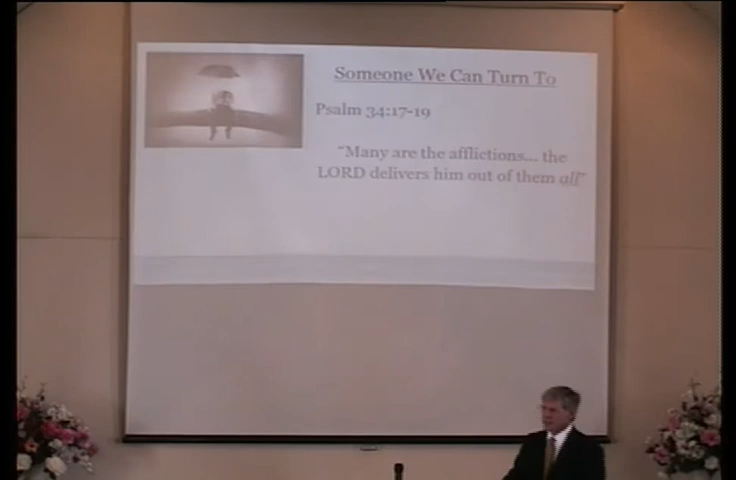 Someone We Can Turn To
Psalm 34:17-19
"Many are the afflictions... the
LORD delivers him out of them all"